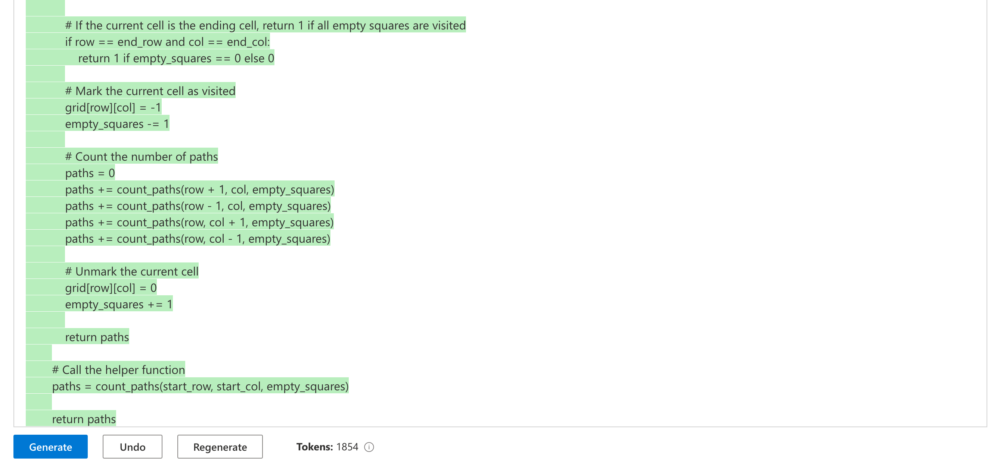 # If the current cell is the ending cell, return 1 if all empty squares are visited
if row == end_row and col == end_col:
return 1 if empty_squares == 0 else 0
# Mark the current cell as visited
grid[row][col] = -1
empty_squares -= 1
# Count the number of paths
paths = 0
paths += count_paths(row + 1, col, empty_squares)
paths += count_paths(row - 1, col, empty_squares)
paths += count_paths(row, col + 1, empty_squares)
paths += count_paths(row, col - 1, empty_squares)
# Unmark the current cell
grid[row][col] = 0
empty_squares += 1
return paths
# Call the helper function
paths = count_paths(start_row, start_col, empty_squares)
return paths
Generate Undo Regenerate Tokens: 1854